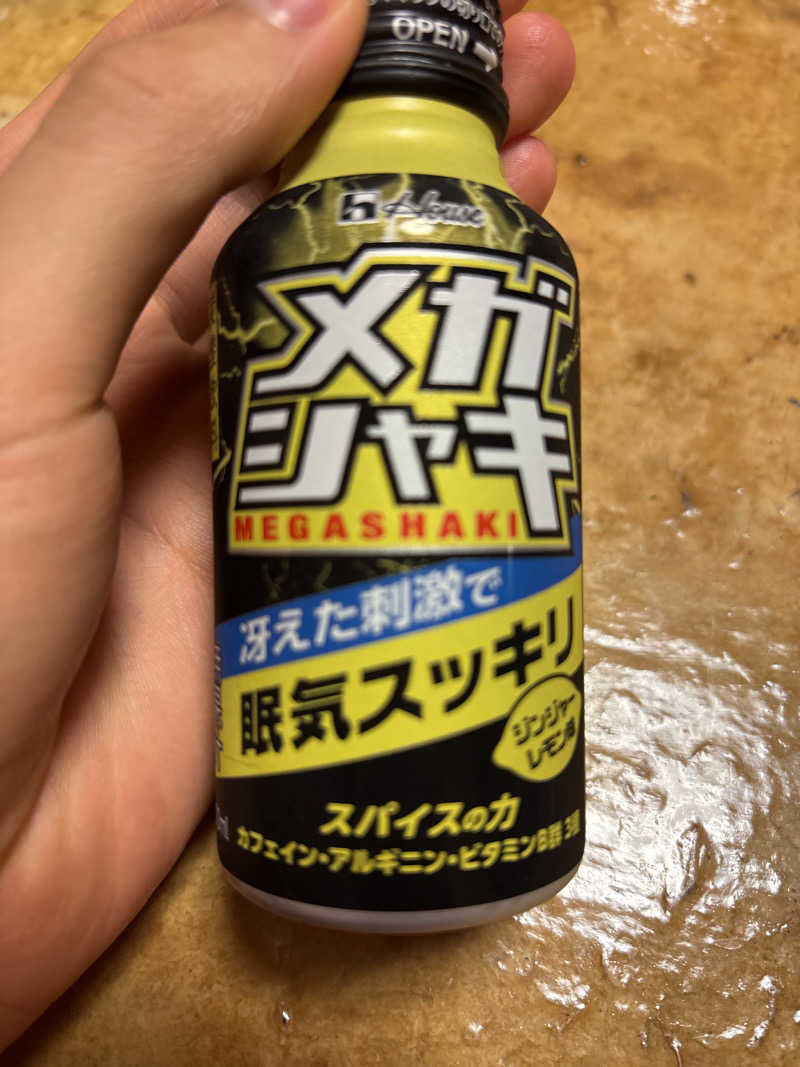 OPEN →
House
メガ
シャキ
MEGASHAKI
冴えた刺激で
眠気スッキリ
ジンジャー
レモン味
スパイスの力
カフェイン・アルギニン・ビタミンB群 3種